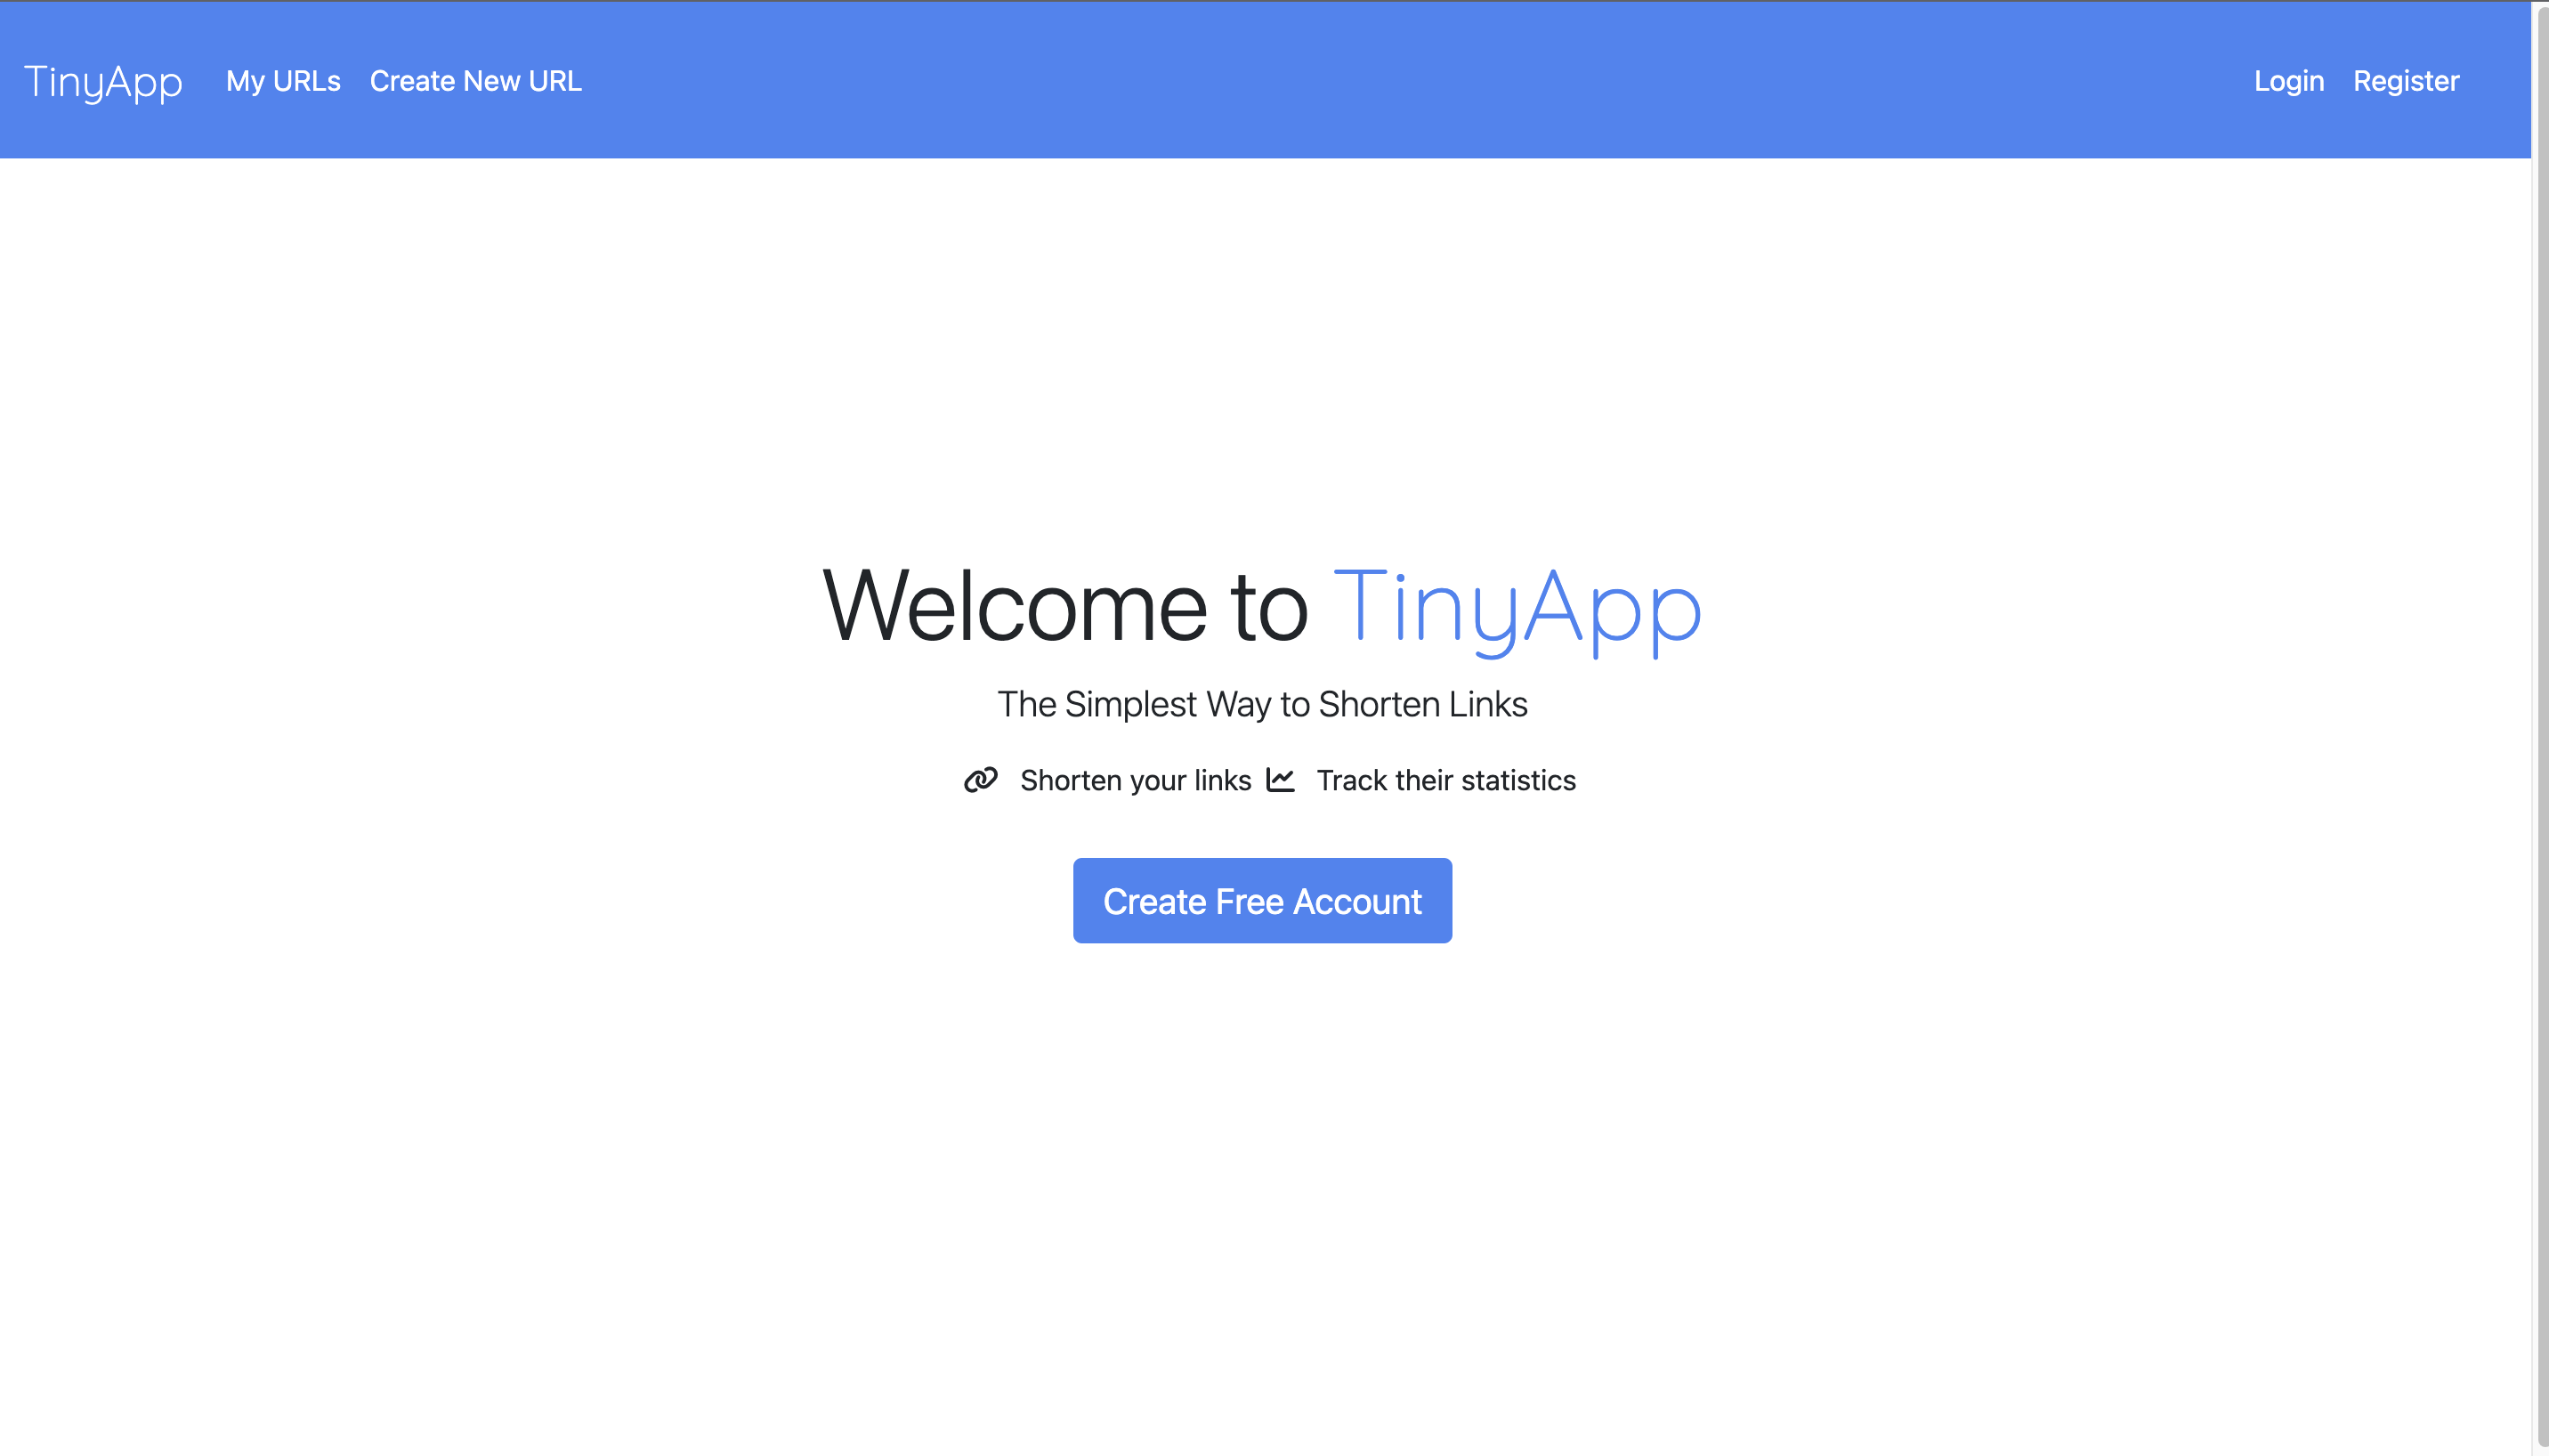 TinyApp My URLs Create New URL Login Register
Welcome to TinyApp
The Simplest Way to Shorten Links
Shorten your links Track their statistics
Create Free Account